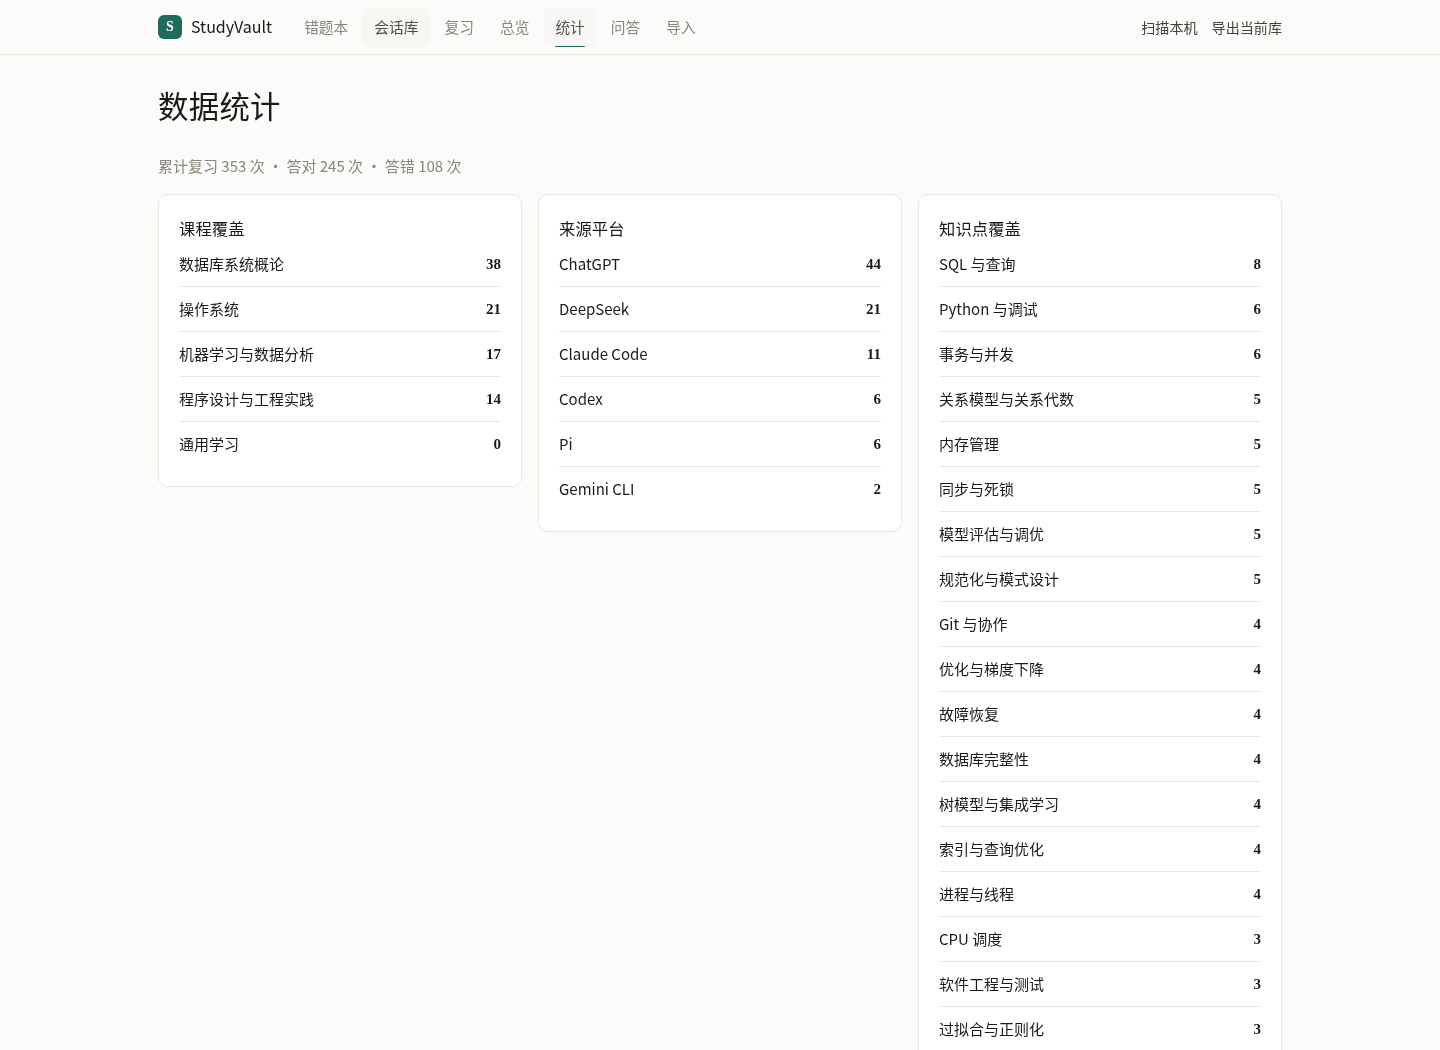 S StudyVault 错题本 会话库 复习 总览 统计 问答 导入 扫描本机 导出当前库
数据统计
累计复习 353 次 · 答对 245 次 · 答错 108 次
课程覆盖
数据库系统概论 38
操作系统 21
机器学习与数据分析 17
程序设计与工程实践 14
通用学习 0
来源平台
ChatGPT 44
DeepSeek 21
Claude Code 11
Codex 6
Pi 6
Gemini CLI 2
知识点覆盖
SQL 与查询 8
Python 与调试 6
事务与并发 6
关系模型与关系代数 5
内存管理 5
同步与死锁 5
模型评估与调优 5
规范化与模式设计 5
Git 与协作 4
优化与梯度下降 4
故障恢复 4
数据库完整性 4
树模型与集成学习 4
索引与查询优化 4
进程与线程 4
CPU 调度 3
软件工程与测试 3
过拟合与正则化 3